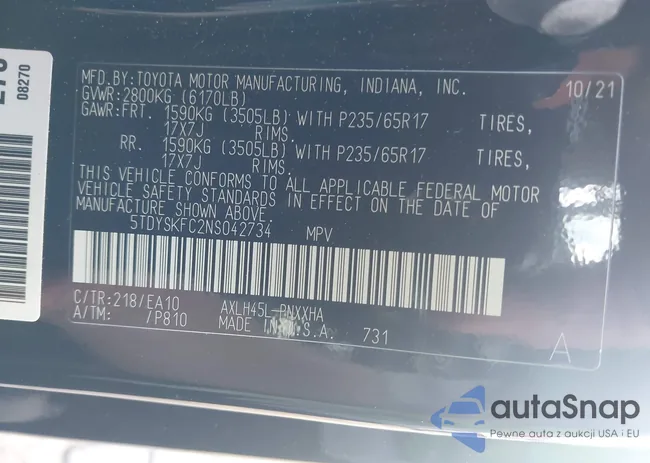 MFD.BY:TOYOTA MOTOR MANUFACTURING, INDIANA, INC. 10/21
GVWR:2800KG (6170LB)
GAWR:FRT. 1590KG (3505LB) WITH P235/65R17 TIRES,
17X7J RIMS.
RR. 1590KG (3505LB) WITH P235/65R17 TIRES,
17X7J RIMS.
THIS VEHICLE CONFORMS TO ALL APPLICABLE FEDERAL MOTOR
VEHICLE SAFETY STANDARDS IN EFFECT ON THE DATE OF
MANUFACTURE SHOWN ABOVE.
5TDYSKFC2NS042734 MPV
C/TR:218/EA10 AXLH45L-PNXXHA
A/TM: /P810 MADE IN U.S.A. 731
A
08270
autaSnap
Pewne auta z aukcji USA i EU